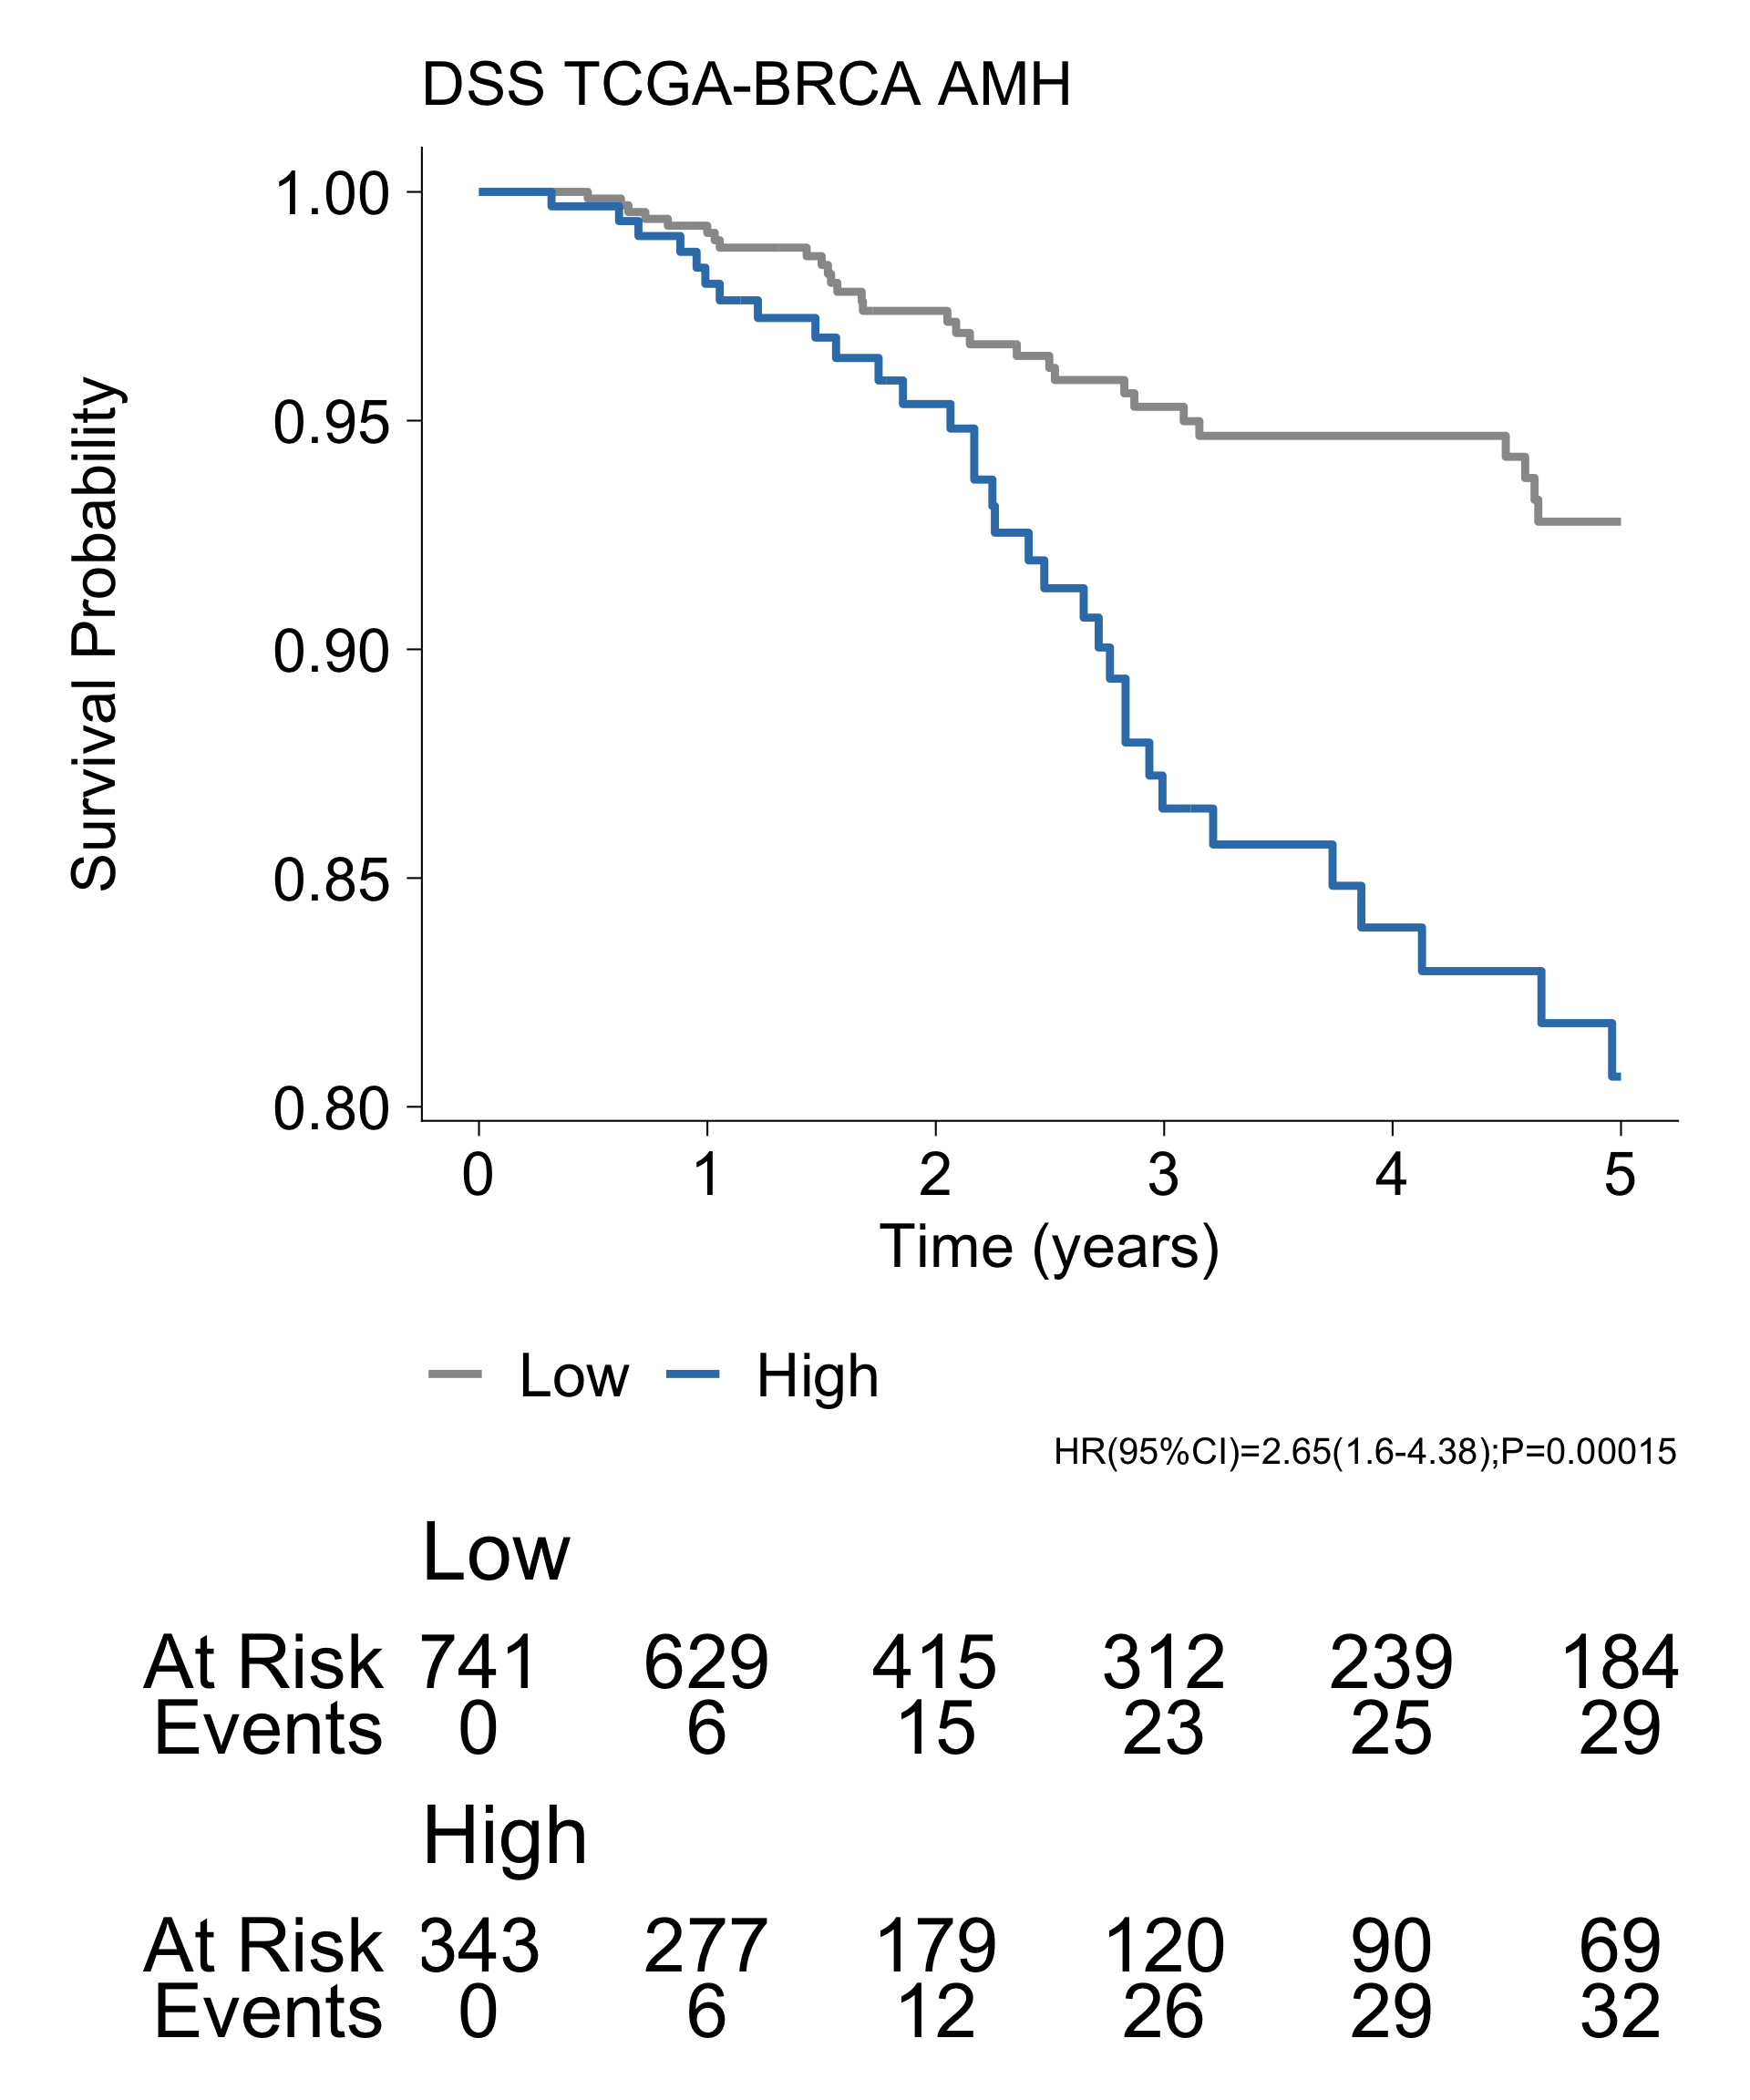 DSS TCGA-BRCA AMH
Survival Probability
1.00
0.95
0.90
0.85
0.80
0 1 2 3 4 5
Time (years)
Low High
HR(95%CI)=2.65(1.6-4.38);P=0.00015
Low
At Risk 741 629 415 312 239 184
Events 0 6 15 23 25 29
High
At Risk 343 277 179 120 90 69
Events 0 6 12 26 29 32